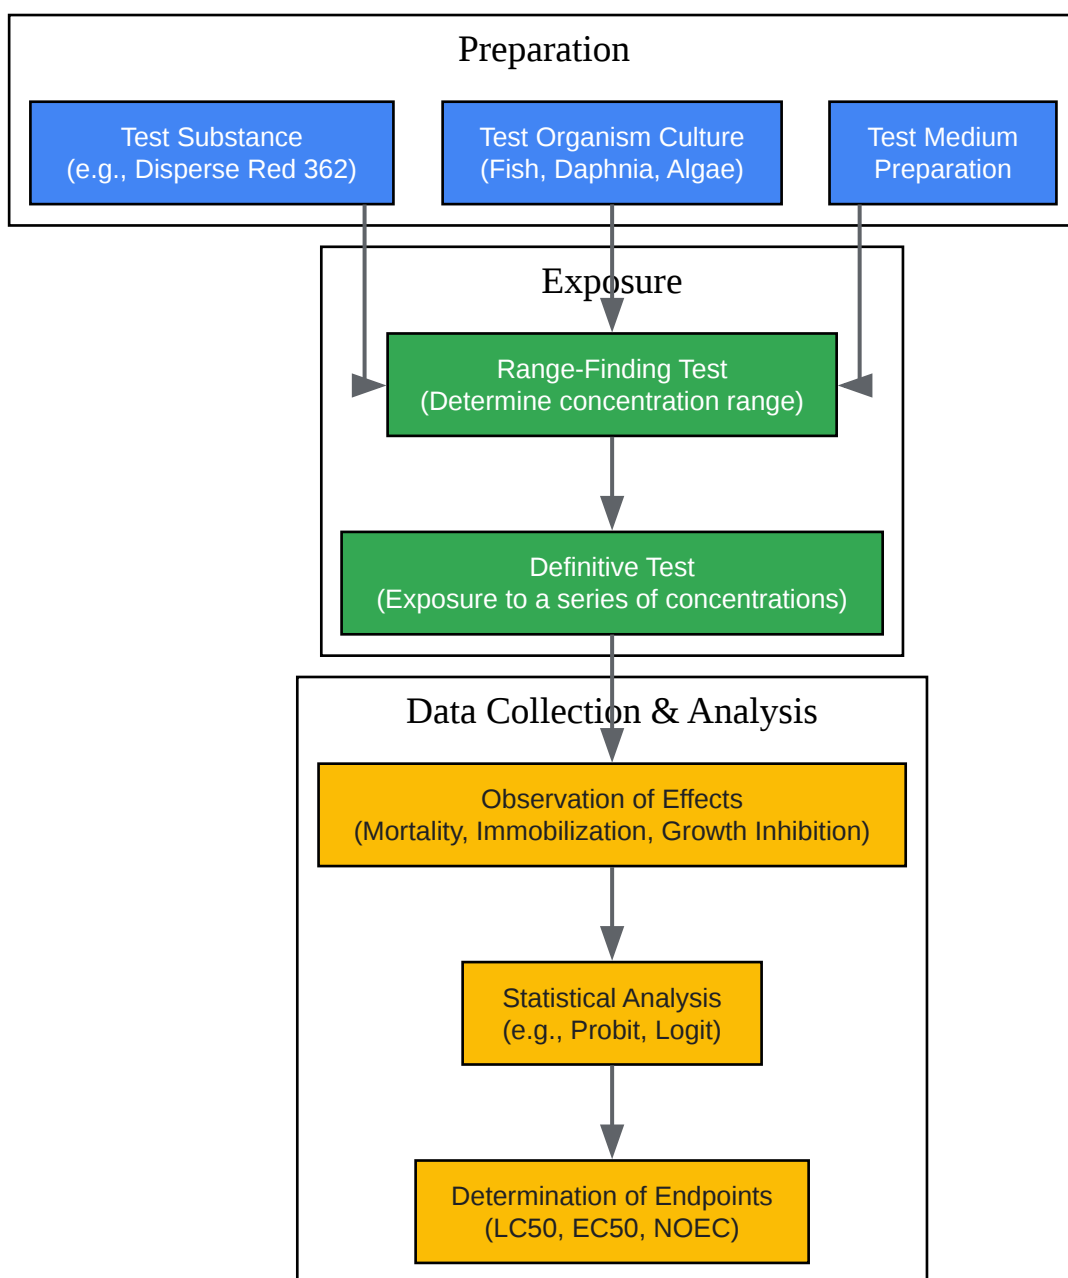 Preparation
Test Substance
(e.g., Disperse Red 362)
Test Organism Culture
(Fish, Daphnia, Algae)
Test Medium
Preparation
Exposure
Range-Finding Test
(Determine concentration range)
Definitive Test
(Exposure to a series of concentrations)
Data Collection & Analysis
Observation of Effects
(Mortality, Immobilization, Growth Inhibition)
Statistical Analysis
(e.g., Probit, Logit)
Determination of Endpoints
(LC50, EC50, NOEC)